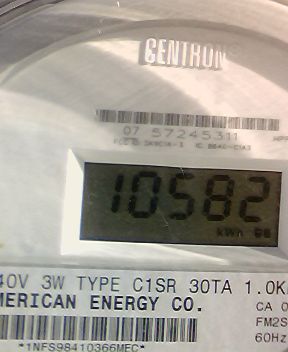 CENTRON
07 57245311
10582
kWh
40V 3W TYPE C1SR 30TA 1.0K
MERICAN ENERGY CO.
CA 0
FM2S
60Hz
*1NFS98410366MEC*